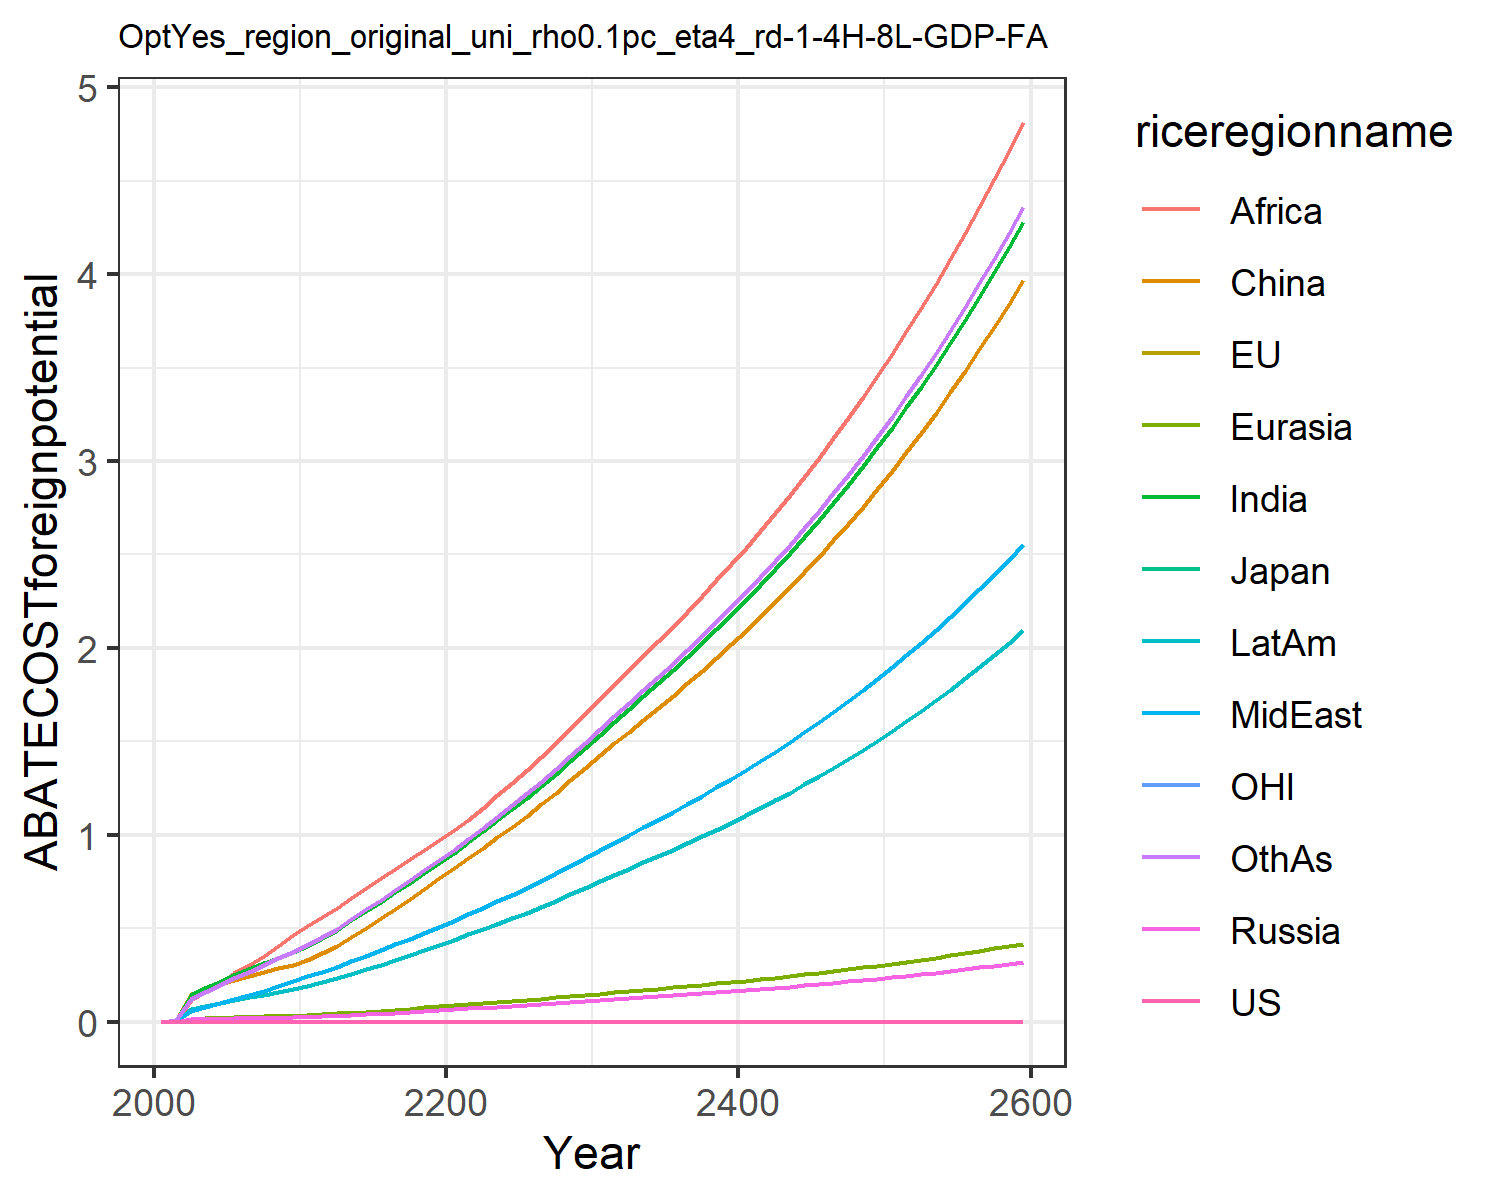 OptYes_region_original_uni_rho0.1pc_eta4_rd-1-4H-8L-GDP-FA
5
4
3
2
1
0
ABATECOSTforeignpotential
2000 2200 2400 2600
Year
riceregionname
Africa
China
EU
Eurasia
India
Japan
LatAm
MidEast
OHI
OthAs
Russia
US